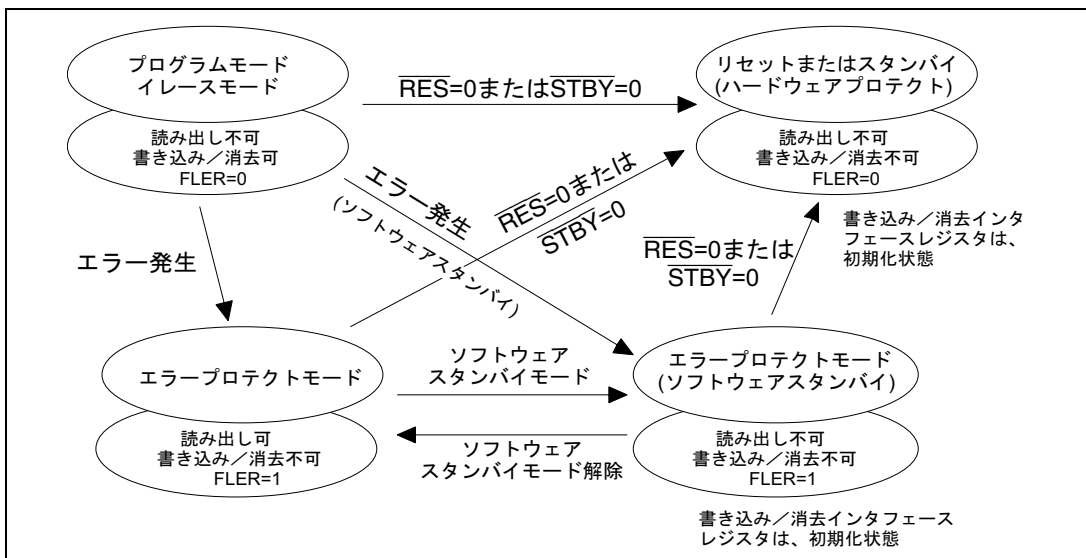 プログラムモード
イレースモード
読み出し不可
書き込み／消去可
FLER=0
RES=0またはSTBY=0
リセットまたはスタンバイ
(ハードウェアプロテクト)
読み出し不可
書き込み／消去不可
FLER=0
書き込み／消去インタ
フェースレジスタは、
初期化状態
エラー発生
エラー発生
(ソフトウェアスタンバイ)
RES=0または
STBY=0
RES=0または
STBY=0
エラープロテクトモード
読み出し可
書き込み／消去不可
FLER=1
ソフトウェア
スタンバイモード
ソフトウェア
スタンバイモード解除
エラープロテクトモード
(ソフトウェアスタンバイ)
読み出し不可
書き込み／消去不可
FLER=1
書き込み／消去インタフェース
レジスタは、初期化状態